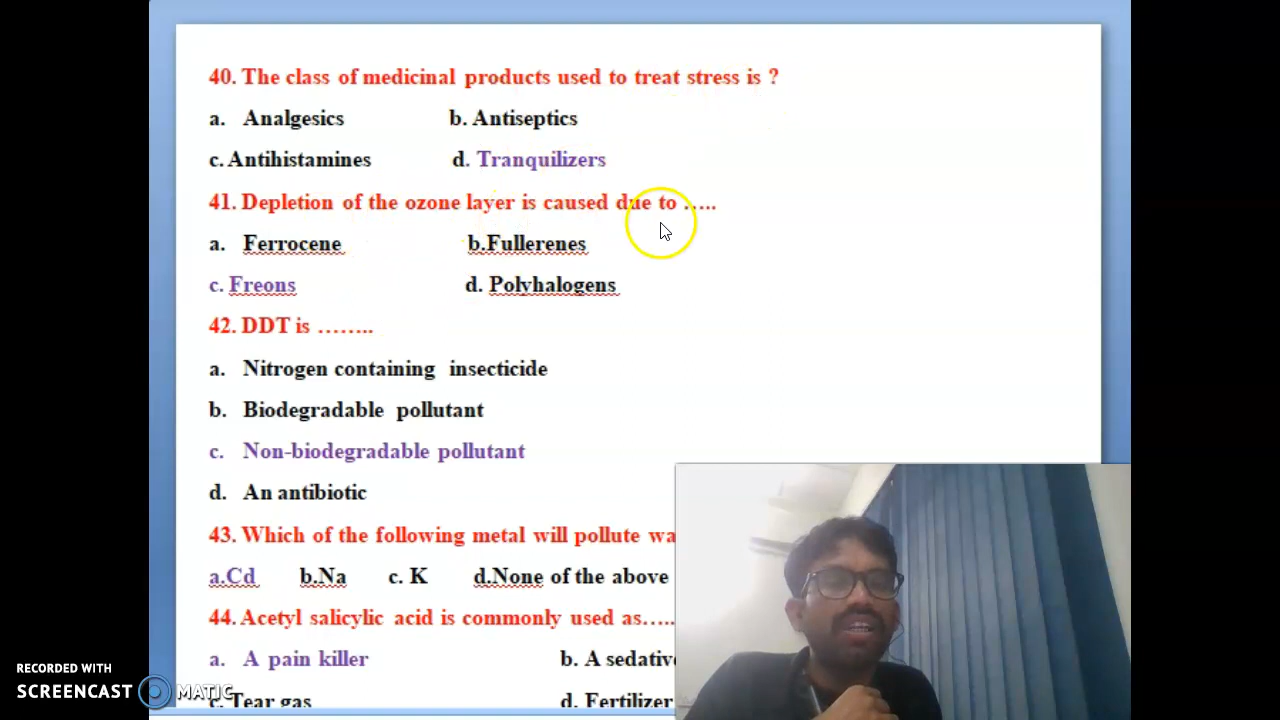 40. The class of medicinal products used to treat stress is ?
a. Analgesics b. Antiseptics
c. Antihistamines d. Tranquilizers
41. Depletion of the ozone layer is caused due to …..
a. Ferrocene b.Fullerenes
c. Freons d. Polyhalogens
42. DDT is ……..
a. Nitrogen containing insecticide
b. Biodegradable pollutant
c. Non-biodegradable pollutant
d. An antibiotic
43. Which of the following metal will pollute
a.Cd b.Na c. K d.None of the above
44. Acetyl salicylic acid is commonly used as…..
a. A pain killer b. A
c. Tear gas d. Fertilizer
RECORDED WITH
SCREENCAST MATIC